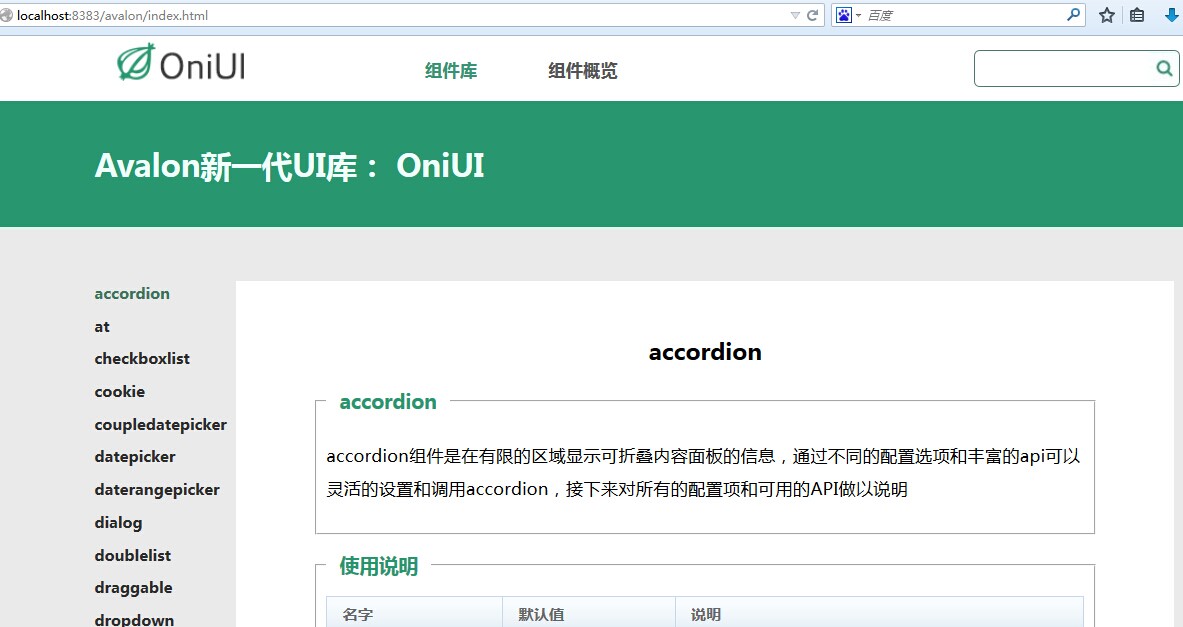 localhost:8383/avalon/index.html
百度
OniUI
组件库
组件概览
Avalon新一代UI库： OniUI
accordion
at
checkboxlist
cookie
coupledatepicker
datepicker
daterangepicker
dialog
doublelist
draggable
dropdown
accordion
accordion
accordion组件是在有限的区域显示可折叠内容面板的信息，通过不同的配置选项和丰富的api可以
灵活的设置和调用accordion，接下来对所有的配置项和可用的API做以说明
使用说明
名字 默认值 说明